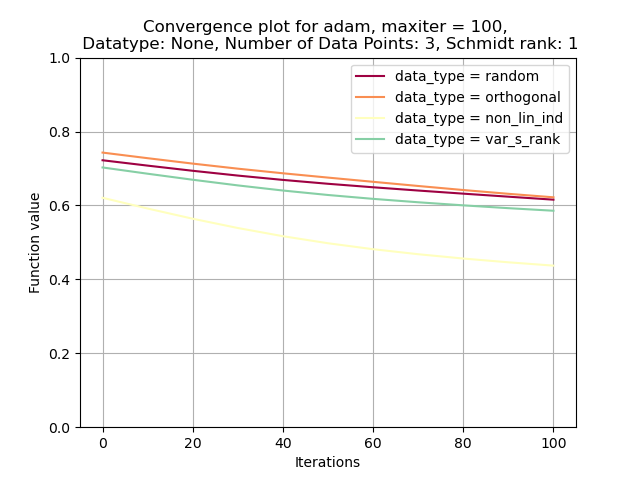 Convergence plot for adam, maxiter = 100,
Datatype: None, Number of Data Points: 3, Schmidt rank: 1
data_type = random
data_type = orthogonal
data_type = non_lin_ind
data_type = var_s_rank
Function value
1.0
0.8
0.6
0.4
0.2
0.0
0 20 40 60 80 100
Iterations